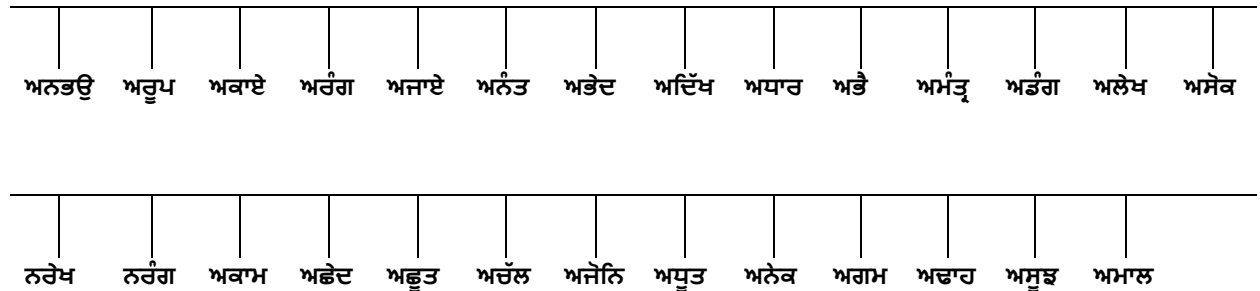 ਅਨਭਉ ਅਰੂਪ ਅਕਾਏ ਅਰੰਗ ਅਜਾਏ ਅਨੰਤ ਅਭੇਦ ਅਦਿੱਖ ਅਧਾਰ ਅਭੈ ਅਮੰਤ੍ਰ ਅਡੰਗ ਅਲੇਖ ਅਸੋਕ
ਨਰੇਖ ਨਰੰਗ ਅਕਾਮ ਅਛੇਦ ਅਛੂਤ ਅਚੱਲ ਅਜੋਨਿ ਅਧੂਤ ਅਨੇਕ ਅਗਮ ਅਢਾਹ ਅਸੂਝ ਅਮਾਲ